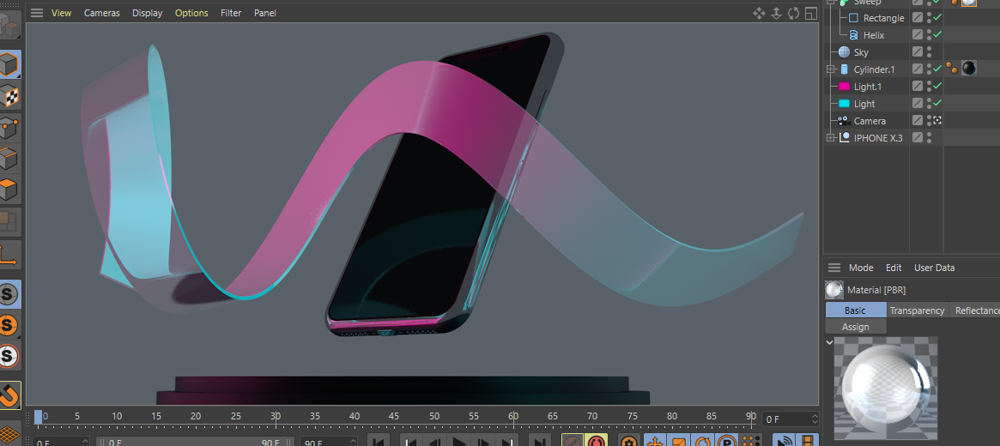 View Cameras Display Options Filter Panel
Sweep
Rectangle
Helix
Sky
Cylinder.1
Light.1
Light
Camera
IPHONE X.3
Mode Edit User Data
Material [PBR]
Basic Transparency Reflectance
Assign
S
S
S
0 5 10 15 20 25 30 35 40 45 50 55 60 65 70 75 80 85 90 0 F
0 F 0 F 90 F 90 F
P